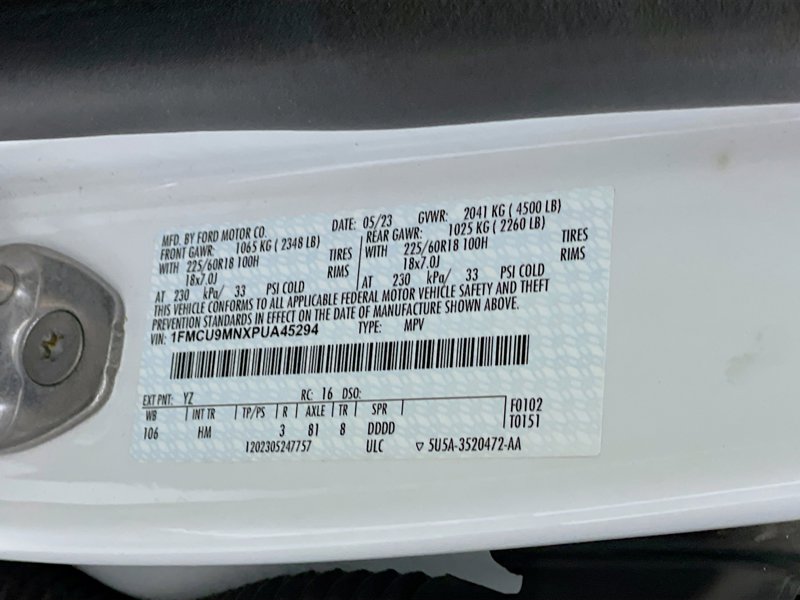 MFD. BY FORD MOTOR CO. DATE: 05/23 GVWR: 2041 KG ( 4500 LB)
FRONT GAWR: 1065 KG ( 2348 LB) REAR GAWR: 1025 KG ( 2260 LB)
WITH 225/60R18 100H TIRES WITH 225/60R18 100H TIRES
18x7.0J RIMS 18x7.0J RIMS
AT 230 kPa/ 33 PSI COLD AT 230 kPa/ 33 PSI COLD
THIS VEHICLE CONFORMS TO ALL APPLICABLE FEDERAL MOTOR VEHICLE SAFETY AND THEFT
PREVENTION STANDARDS IN EFFECT ON THE DATE OF MANUFACTURE SHOWN ABOVE.
VIN: 1FMCU9MNXPUA45294 TYPE: MPV
EXT PNT: YZ RC: 16 DSO:
WB INT TR TP/PS R AXLE TR SPR F0102
106 HM 3 81 8 DDDD T0151
1202305247757 ULC ▽ 5U5A-3520472-AA